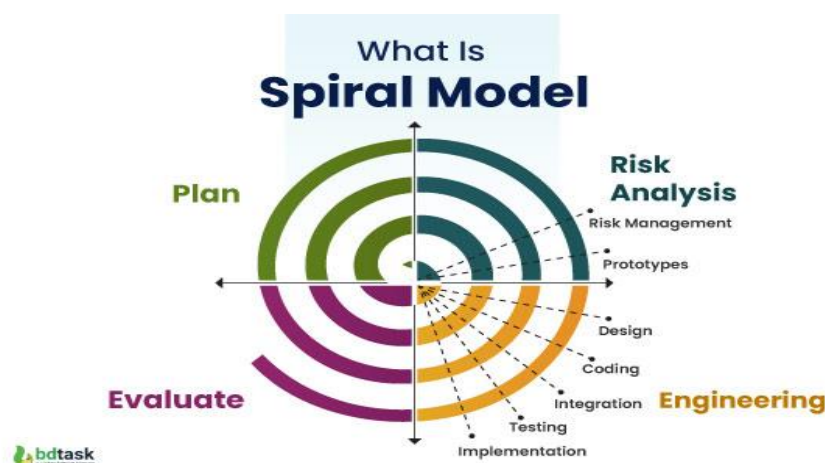 What Is
Spiral Model
Plan
Risk
Analysis
Risk Management
Prototypes
Design
Coding
Integration
Testing
Implementation
Engineering
Evaluate
bdtask